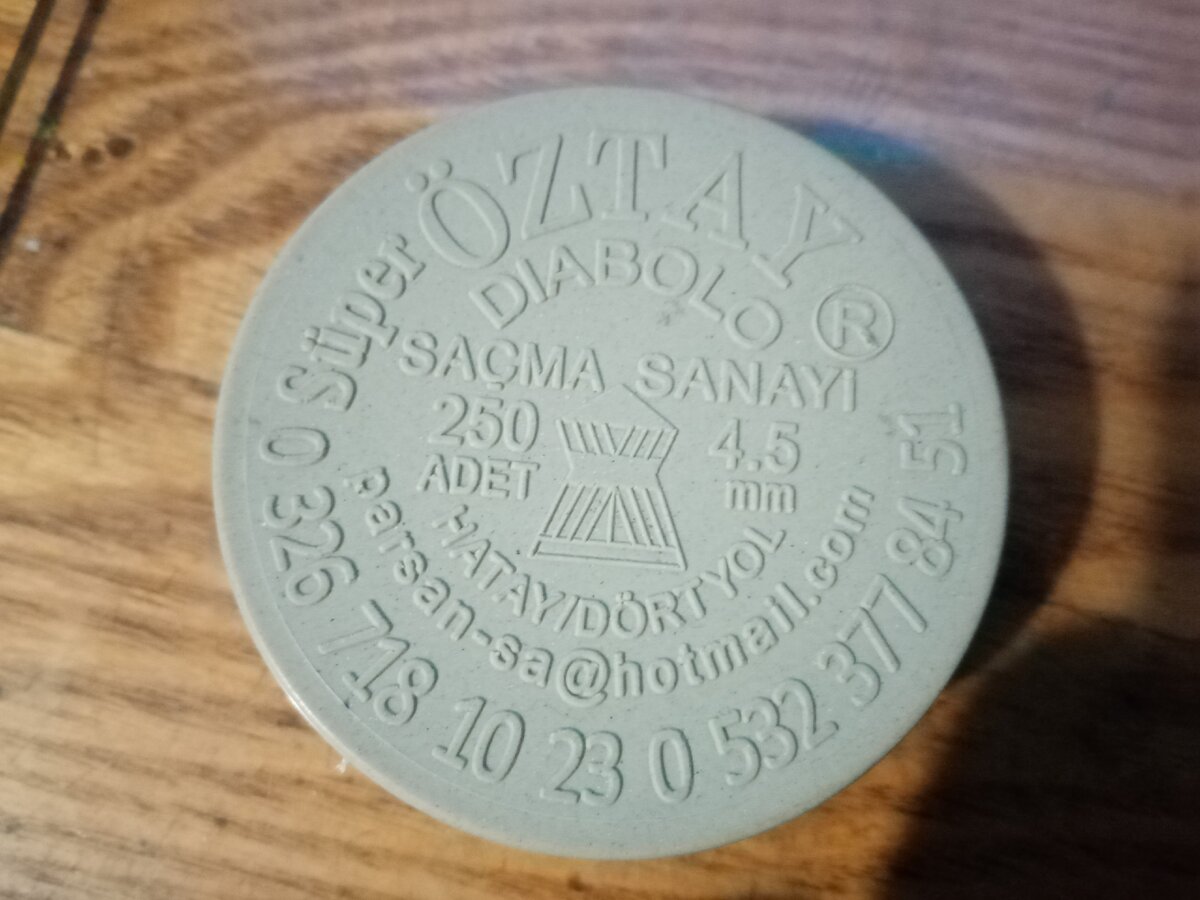 Süper ÖZTAY ®
DIABOLO
SAÇMA SANAYI
250 ADET
4.5 mm
HATAY/DÖRTYOL
parsan-sa@hotmail.com
0 326 718 10 23 0 532 377 84 51